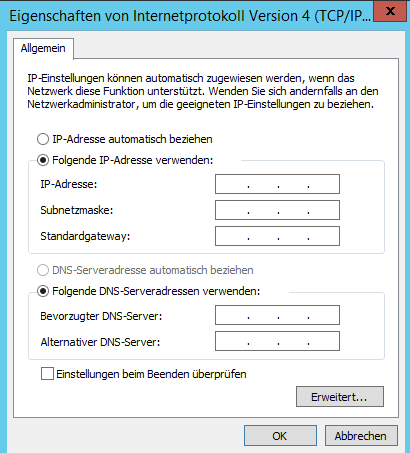 Eigenschaften von Internetprotokoll Version 4 (TCP/IP...
x
Allgemein
IP-Einstellungen können automatisch zugewiesen werden, wenn das
Netzwerk diese Funktion unterstützt. Wenden Sie sich andernfalls an den
Netzwerkadministrator, um die geeigneten IP-Einstellungen zu beziehen.
IP-Adresse automatisch beziehen
Folgende IP-Adresse verwenden:
IP-Adresse: . . .
Subnetzmaske: . . .
Standardgateway: . . .
DNS-Serveradresse automatisch beziehen
Folgende DNS-Serveradressen verwenden:
Bevorzugter DNS-Server: . . .
Alternativer DNS-Server: . . .
Einstellungen beim Beenden überprüfen
Erweitert...
OK Abbrechen